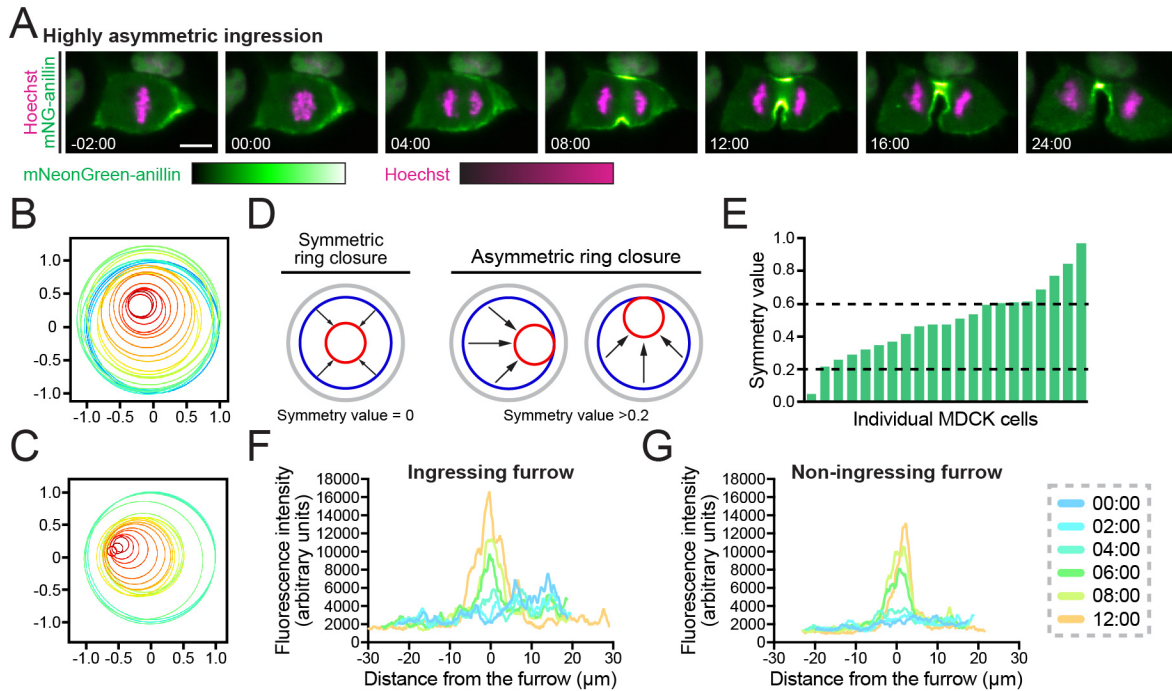 A
Highly asymmetric ingression
Hoechst
mNG-anillin
-02:00
00:00
04:00
08:00
12:00
16:00
24:00
mNeonGreen-anillin
Hoechst
B
1.0
0.5
0
-0.5
-1.0
-1.0 -0.5 0 0.5 1.0
C
1.0
0.5
0
-0.5
-1.0
-1.0 -0.5 0 0.5 1.0
D
Symmetric
ring closure
Asymmetric ring closure
Symmetry value = 0
Symmetry value >0.2
E
Symmetry value
1.0
0.8
0.6
0.4
0.2
0.0
Individual MDCK cells
F
Ingressing furrow
Fluorescence intensity
(arbitrary units)
18000
16000
14000
12000
10000
8000
6000
4000
2000
0
-30 -20 -10 0 10 20 30
Distance from the furrow (µm)
G
Non-ingressing furrow
Fluorescence intensity
(arbitrary units)
18000
16000
14000
12000
10000
8000
6000
4000
2000
0
-30 -20 -10 0 10 20 30
Distance from the furrow (µm)
00:00
02:00
04:00
06:00
08:00
12:00